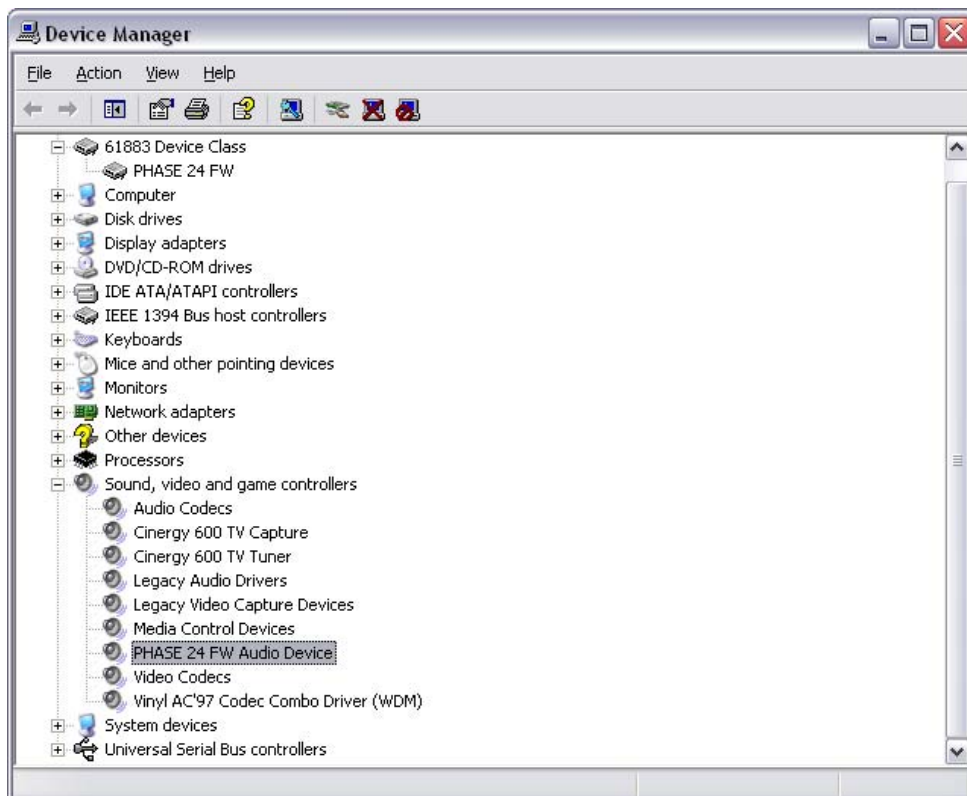 Device Manager
File Action View Help
61883 Device Class
PHASE 24 FW
Computer
Disk drives
Display adapters
DVD/CD-ROM drives
IDE ATA/ATAPI controllers
IEEE 1394 Bus host controllers
Keyboards
Mice and other pointing devices
Monitors
Network adapters
Other devices
Processors
Sound, video and game controllers
Audio Codecs
Cinergy 600 TV Capture
Cinergy 600 TV Tuner
Legacy Audio Drivers
Legacy Video Capture Devices
Media Control Devices
PHASE 24 FW Audio Device
Video Codecs
Vinyl AC'97 Codec Combo Driver (WDM)
System devices
Universal Serial Bus controllers